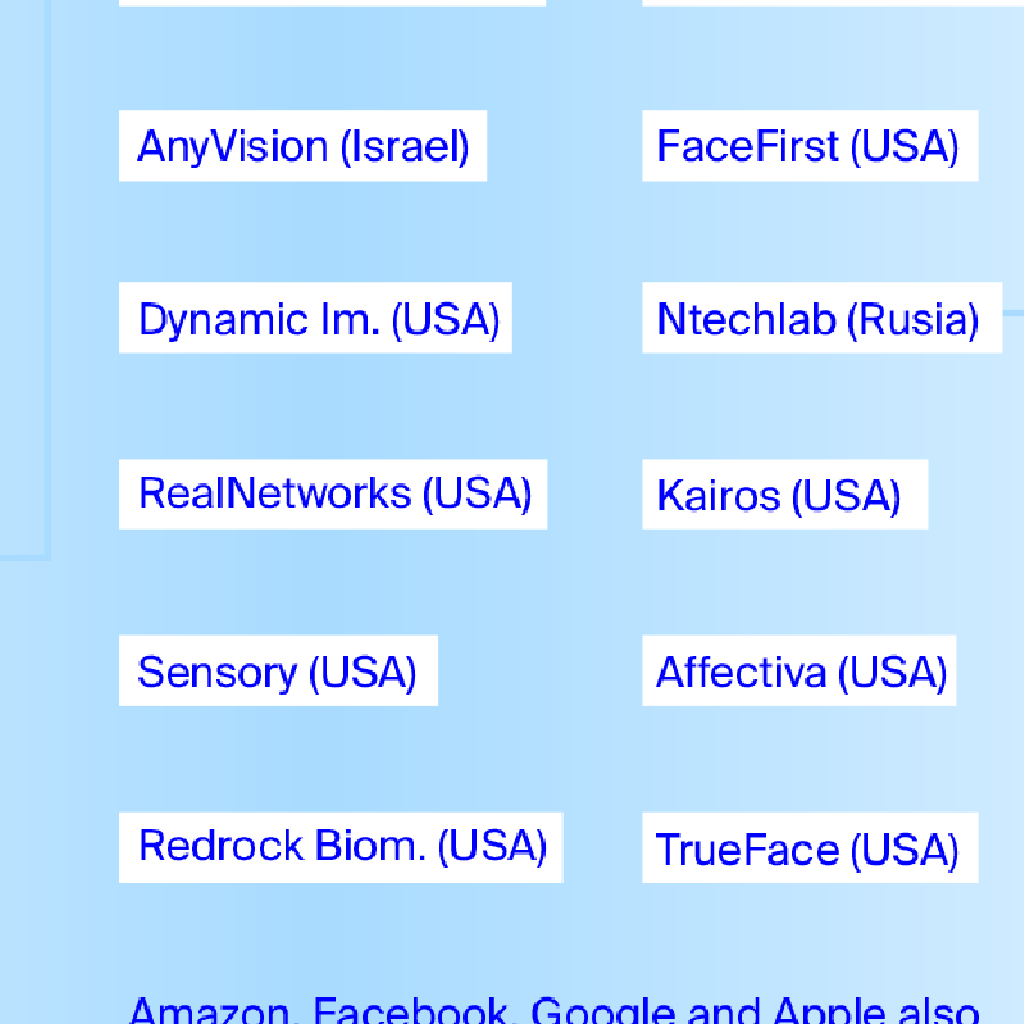 AnyVision (Israel)
FaceFirst (USA)
Dynamic Im. (USA)
Ntechlab (Rusia)
RealNetworks (USA)
Kairos (USA)
Sensory (USA)
Affectiva (USA)
Redrock Biom. (USA)
TrueFace (USA)
Amazon, Facebook, Google and Apple also